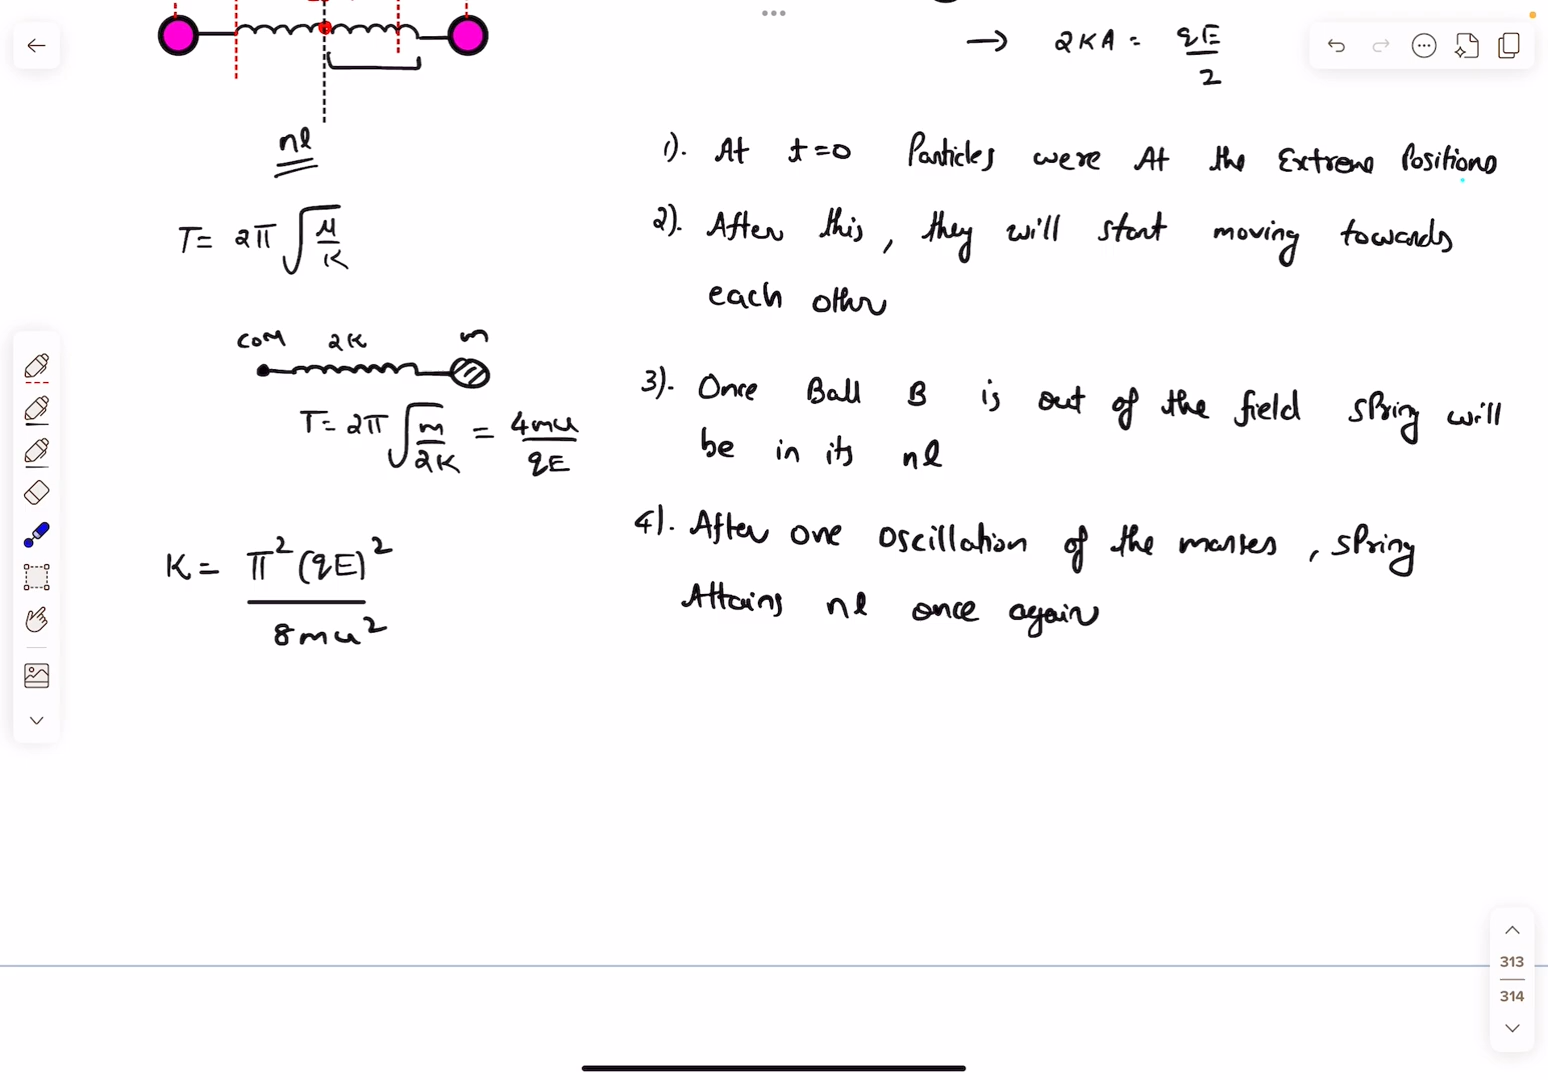 → 2KA = qE/2
nl
1). At t=0 Particles were At the Extreme Positions
T= 2π √(μ/K)
2). After this, they will start moving towards
each other
COM 2K m
T= 2π √(m/2K) = 4mu/qE
3). Once Ball B is out of the field spring will
be in its nl
4). After one oscillation of the masses, spring
Attains nl once again
K = π²(qE)²/8mu²
313
314